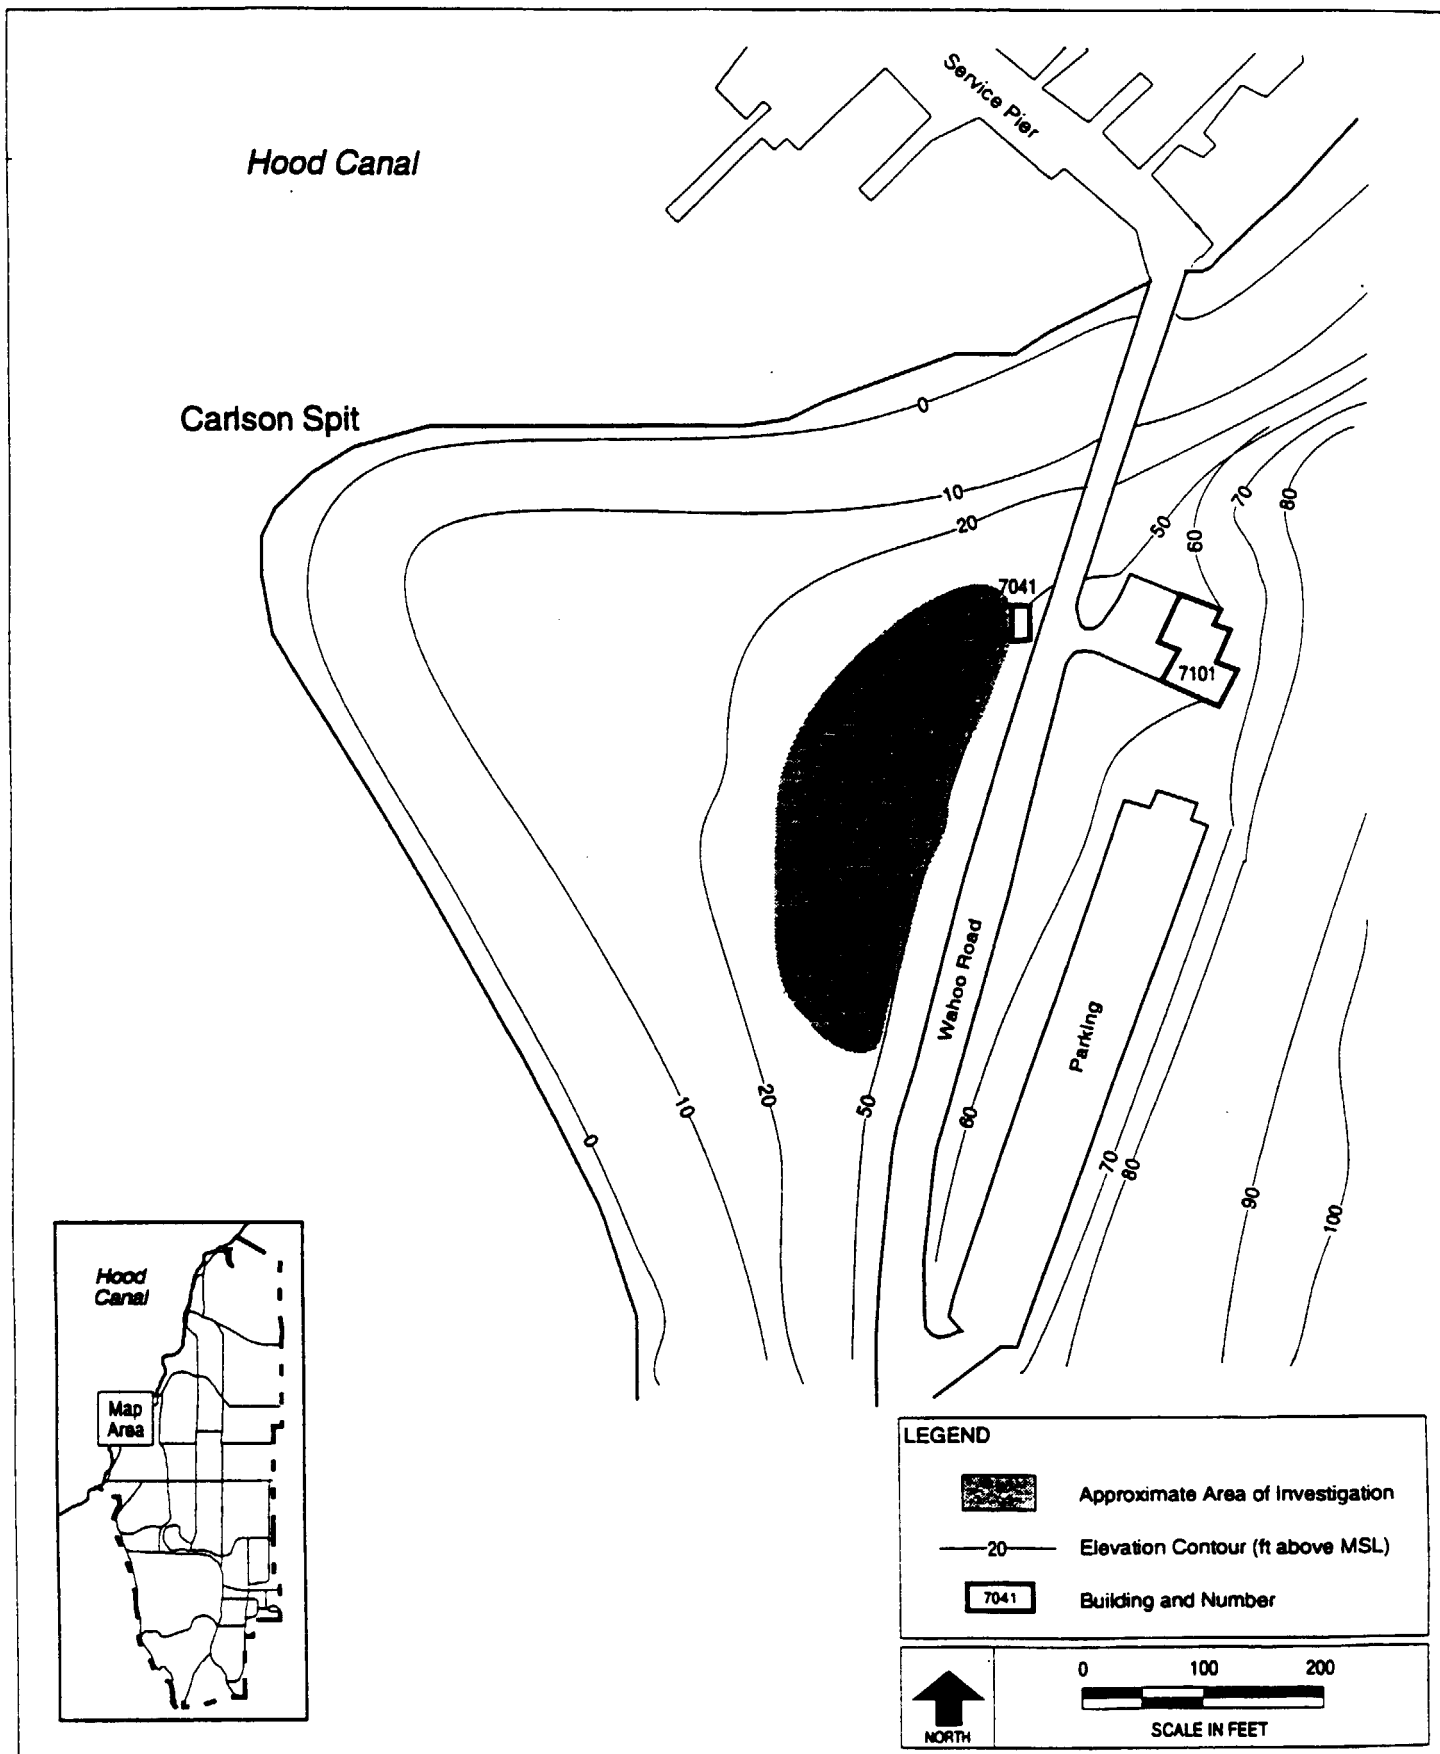 Service Pier
Hood Canal
Carlson Spit
0
10
20
50
60
70
80
7041
7101
Wahoo Road
Parking
0
10
20
50
60
70
80
90
100
Hood
Canal
Map
Area
LEGEND
Approximate Area of Investigation
20
Elevation Contour (ft above MSL)
7041
Building and Number
NORTH
0 100 200
SCALE IN FEET